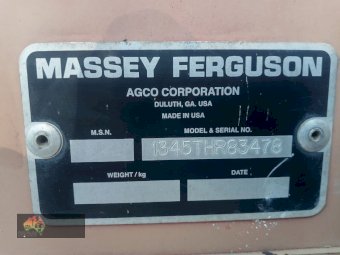 MASSEY FERGUSON
AGCO CORPORATION
DULUTH, GA. USA
MADE IN USA
M.S.N.
MODEL & SERIAL NO.
1345THR83478
WEIGHT / kg
DATE